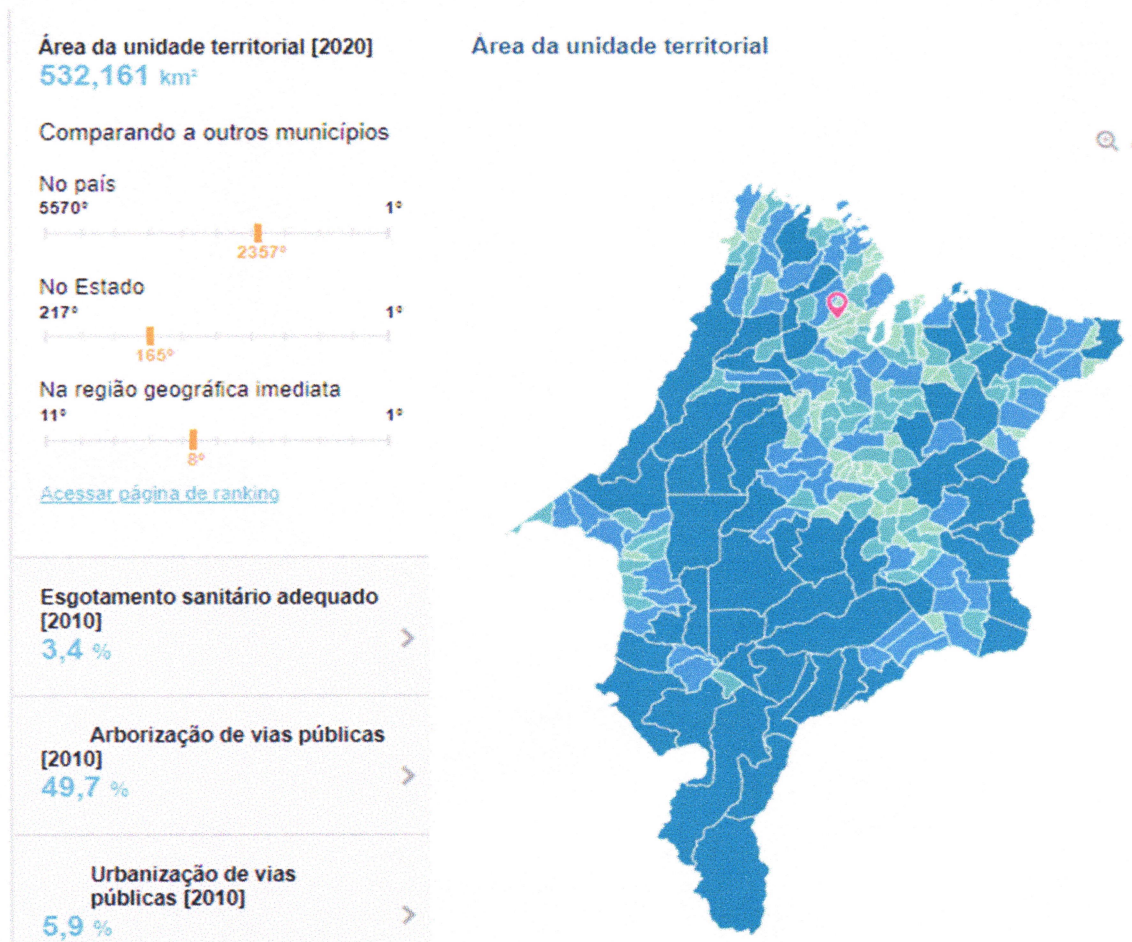 Área da unidade territorial [2020]
532,161 km²
Comparando a outros municípios
No país
5570° 1°
2357°
No Estado
217° 1°
165°
Na região geográfica imediata
11° 1°
8°
Acessar página de ranking
Esgotamento sanitário adequado
[2010]
3,4 %
Arborização de vias públicas
[2010]
49,7 %
Urbanização de vias
públicas [2010]
5,9 %
Área da unidade territorial